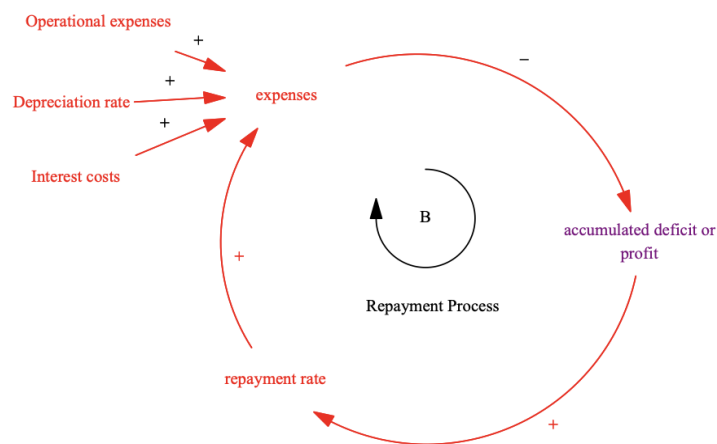 Operational expenses
+
−
+
Depreciation rate
expenses
+
Interest costs
B
accumulated deficit or
profit
+
Repayment Process
repayment rate
+